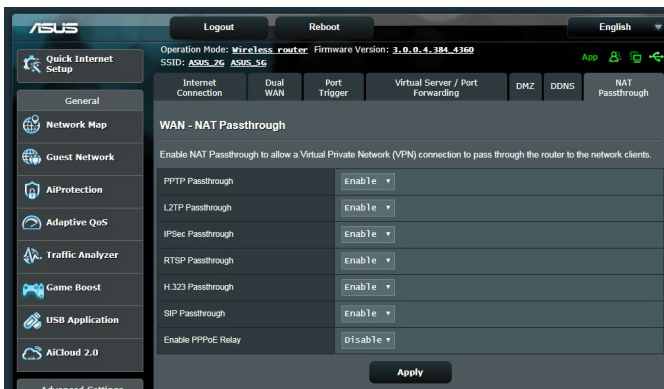 ASUS
Logout
Reboot
English
Operation Mode: Wireless router Firmware Version: 3.0.0.4.384_4360
SSID: ASUS_2G ASUS_5G
App
Quick Internet
Setup
General
Network Map
Guest Network
AiProtection
Adaptive QoS
Traffic Analyzer
Game Boost
USB Application
AiCloud 2.0
Advanced Settings
Internet
Connection
Dual
WAN
Port
Trigger
Virtual Server / Port
Forwarding
DMZ
DDNS
NAT
Passthrough
WAN - NAT Passthrough
Enable NAT Passthrough to allow a Virtual Private Network (VPN) connection to pass through the router to the network clients.
PPTP Passthrough Enable
L2TP Passthrough Enable
IPSec Passthrough Enable
RTSP Passthrough Enable
H.323 Passthrough Enable
SIP Passthrough Enable
Enable PPPoE Relay Disable
Apply